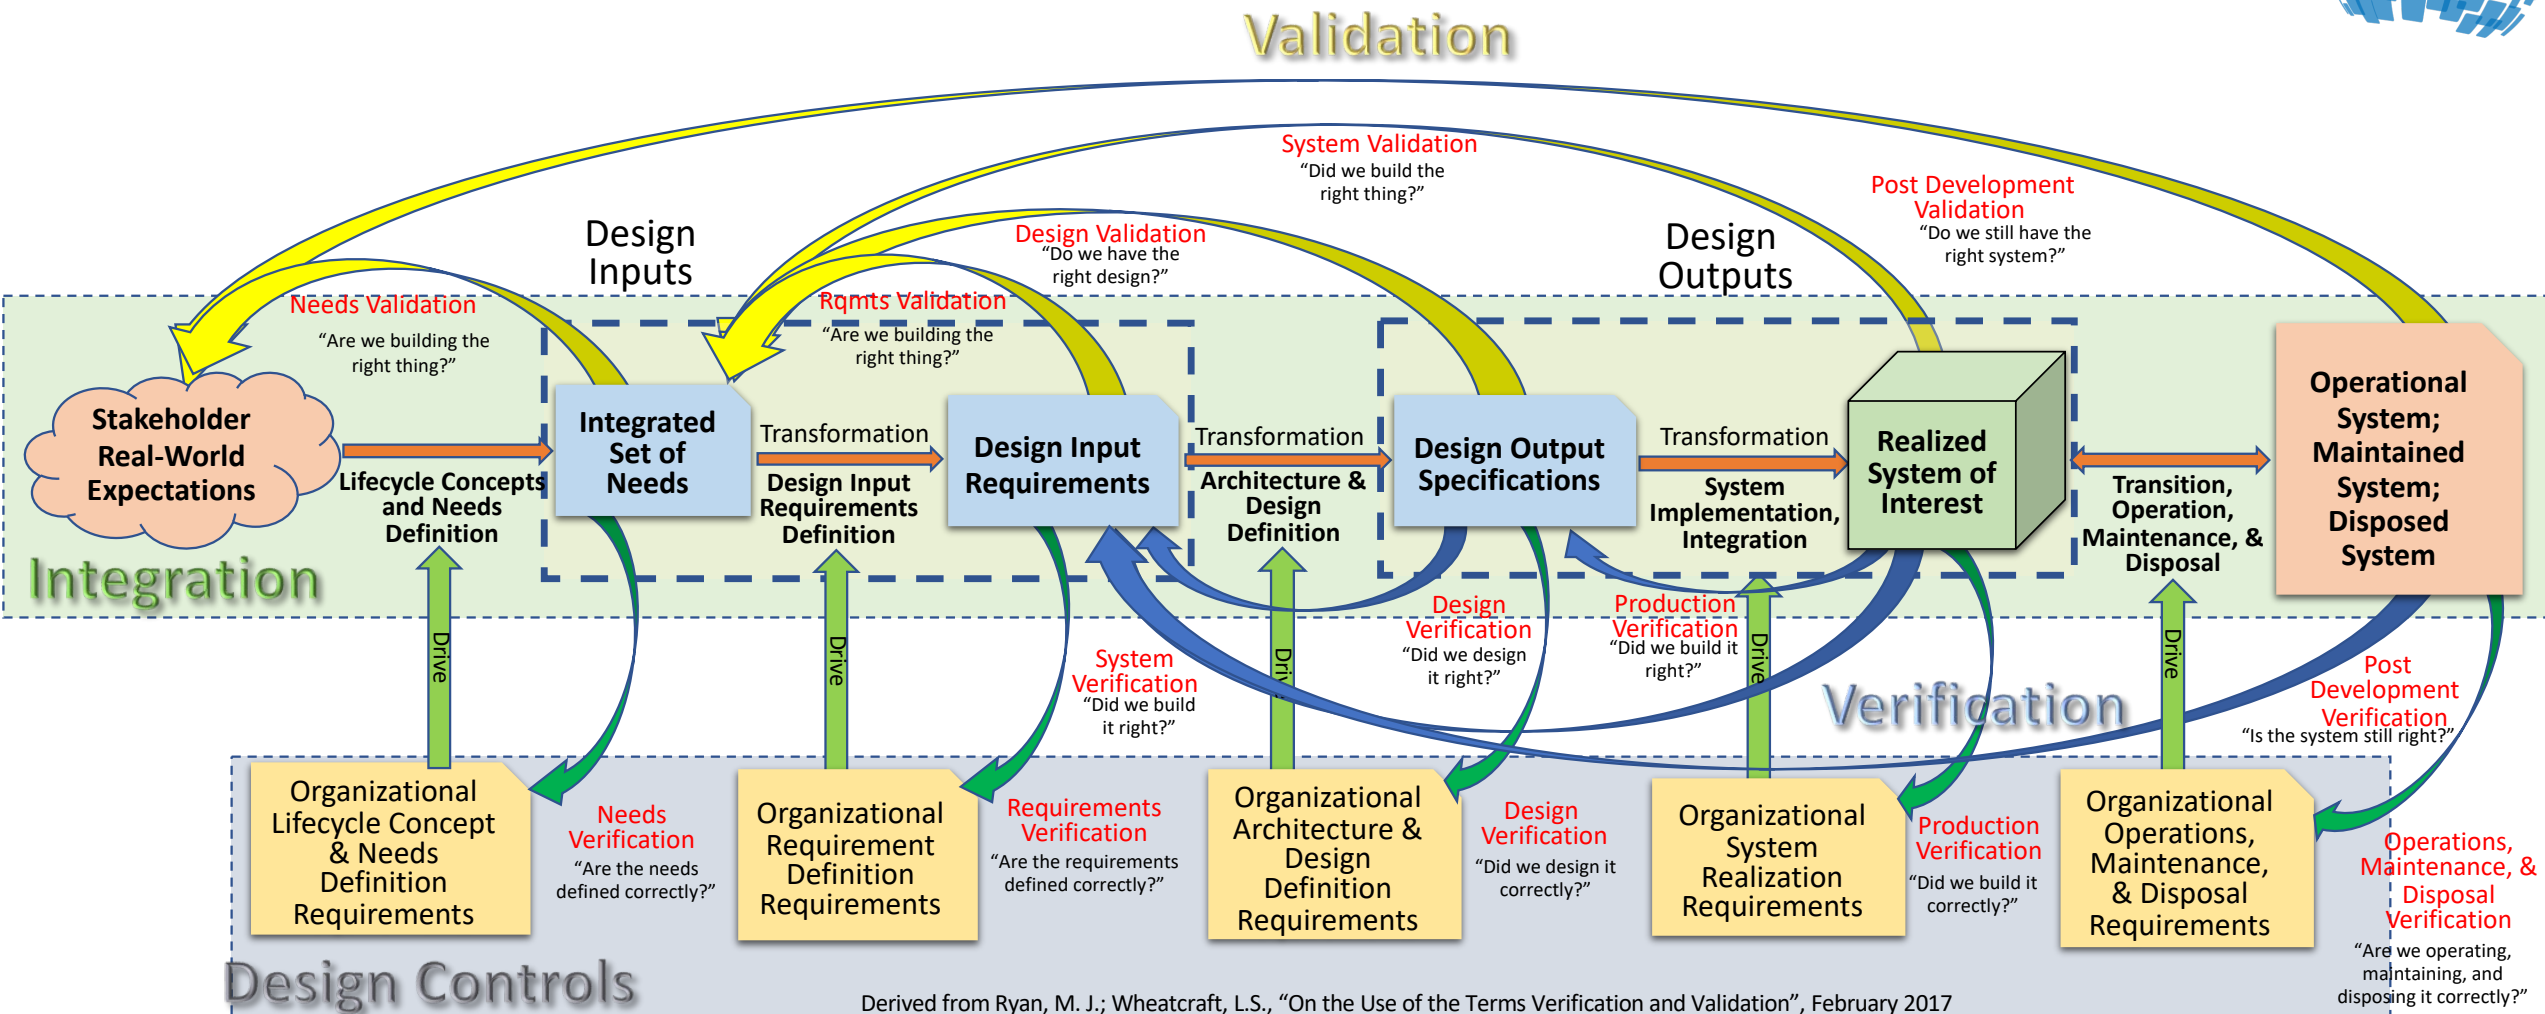 Validation
System Validation
“Did we build the
right thing?”
Post Development
Validation
“Do we still have the
right system?”
Design
Inputs
Design Validation
“Do we have the
right design?”
Design
Outputs
Needs Validation
“Are we building the
right thing?”
Rqmts Validation
“Are we building the
right thing?”
Stakeholder
Real-World
Expectations
Lifecycle Concepts
and Needs
Definition
Integrated
Set of
Needs
Transformation
Design Input
Requirements
Definition
Design Input
Requirements
Transformation
Architecture &
Design
Definition
Design Output
Specifications
Transformation
System
Implementation,
Integration
Realized
System of
Interest
Transition,
Operation,
Maintenance, &
Disposal
Operational
System;
Maintained
System;
Disposed
System
Integration
Drive
Drive
System
Verification
“Did we build
it right?”
Drive
Design
Verification
“Did we design
it right?”
Production
Verification
“Did we build it
right?”
Drive
Verification
Drive
Post
Development
Verification
“Is the system still right?”
Organizational
Lifecycle Concept
& Needs
Definition
Requirements
Needs
Verification
“Are the needs
defined correctly?”
Organizational
Requirement
Definition
Requirements
Requirements
Verification
“Are the requirements
defined correctly?”
Organizational
Architecture &
Design
Definition
Requirements
Design
Verification
“Did we design it
correctly?”
Organizational
System
Realization
Requirements
Production
Verification
“Did we build it
correctly?”
Organizational
Operations,
Maintenance,
& Disposal
Requirements
Operations,
Maintenance, &
Disposal
Verification
“Are we operating,
maintaining, and
disposing it correctly?”
Design Controls
Derived from Ryan, M. J.; Wheatcraft, L.S., “On the Use of the Terms Verification and Validation”, February 2017